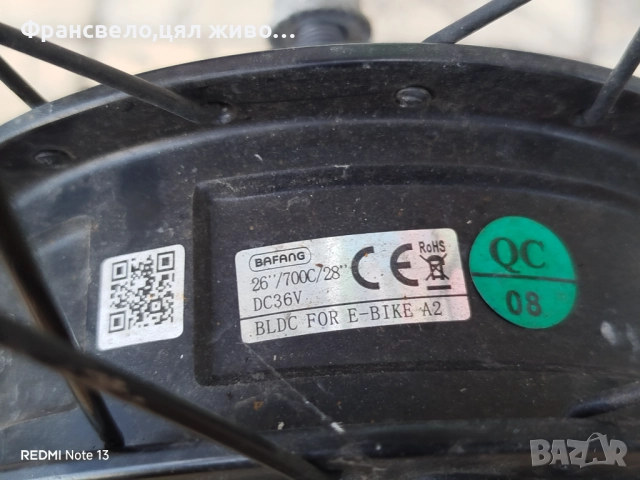 Франсвело,цял живо...
BAFANG
26''/700C/28''
DC36V
BLDC FOR E-BIKE A2
CE
RoHS
QC
08
REDMI Note 13
BAZAR